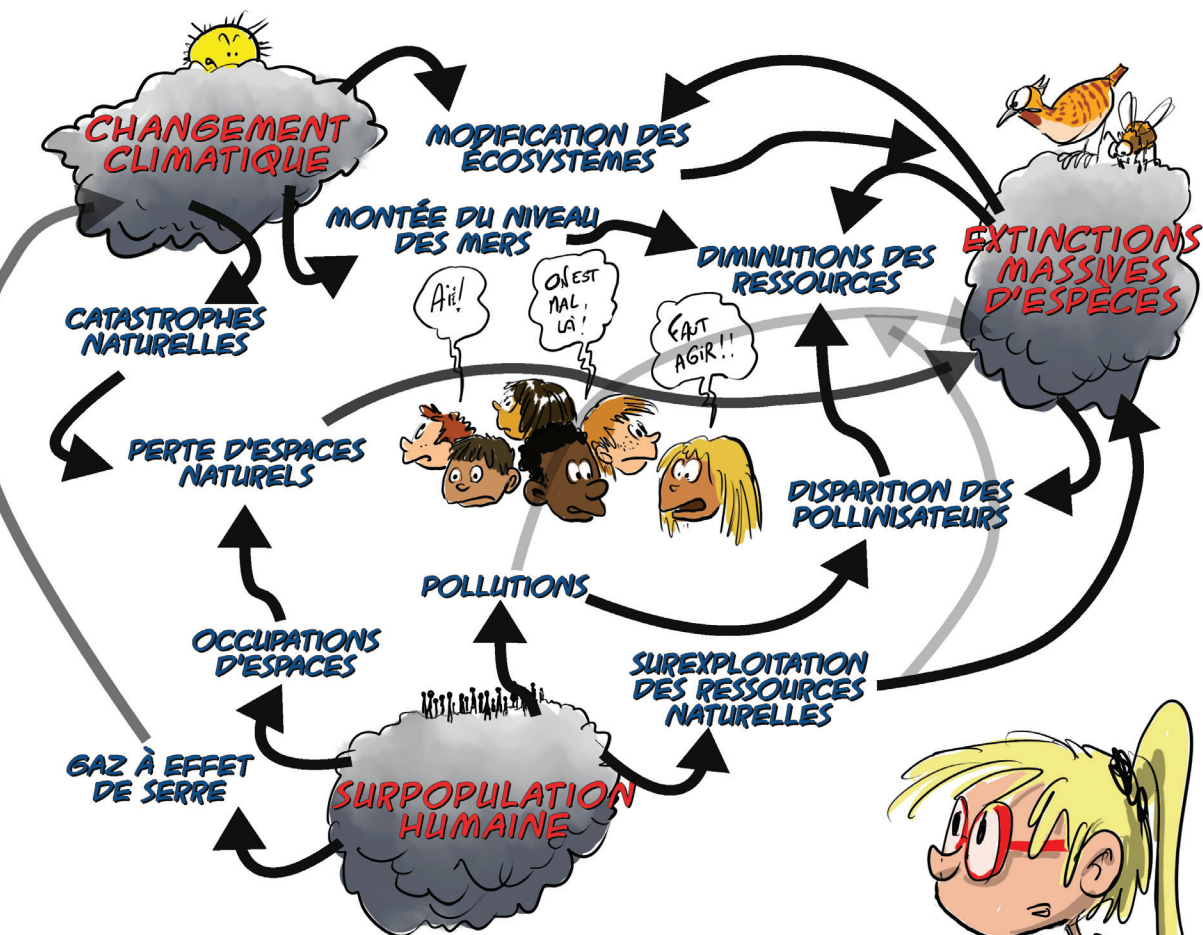 CHANGEMENT
CLIMATIQUE
MODIFICATION DES
ÉCOSYSTÈMES
MONTÉE DU NIVEAU
DES MERS
DIMINUTIONS DES
RESSOURCES
EXTINCTIONS
MASSIVES
D'ESPÈCES
CATASTROPHES
NATURELLES
AïE!
ON EST
MAL,
LÀ!
FAUT
AGIR!!
PERTE D'ESPACES
NATURELS
DISPARITION DES
POLLINISATEURS
POLLUTIONS
OCCUPATIONS
D'ESPACES
SUREXPLOITATION
DES RESSOURCES
NATURELLES
GAZ À EFFET
DE SERRE
SURPOPULATION
HUMAINE